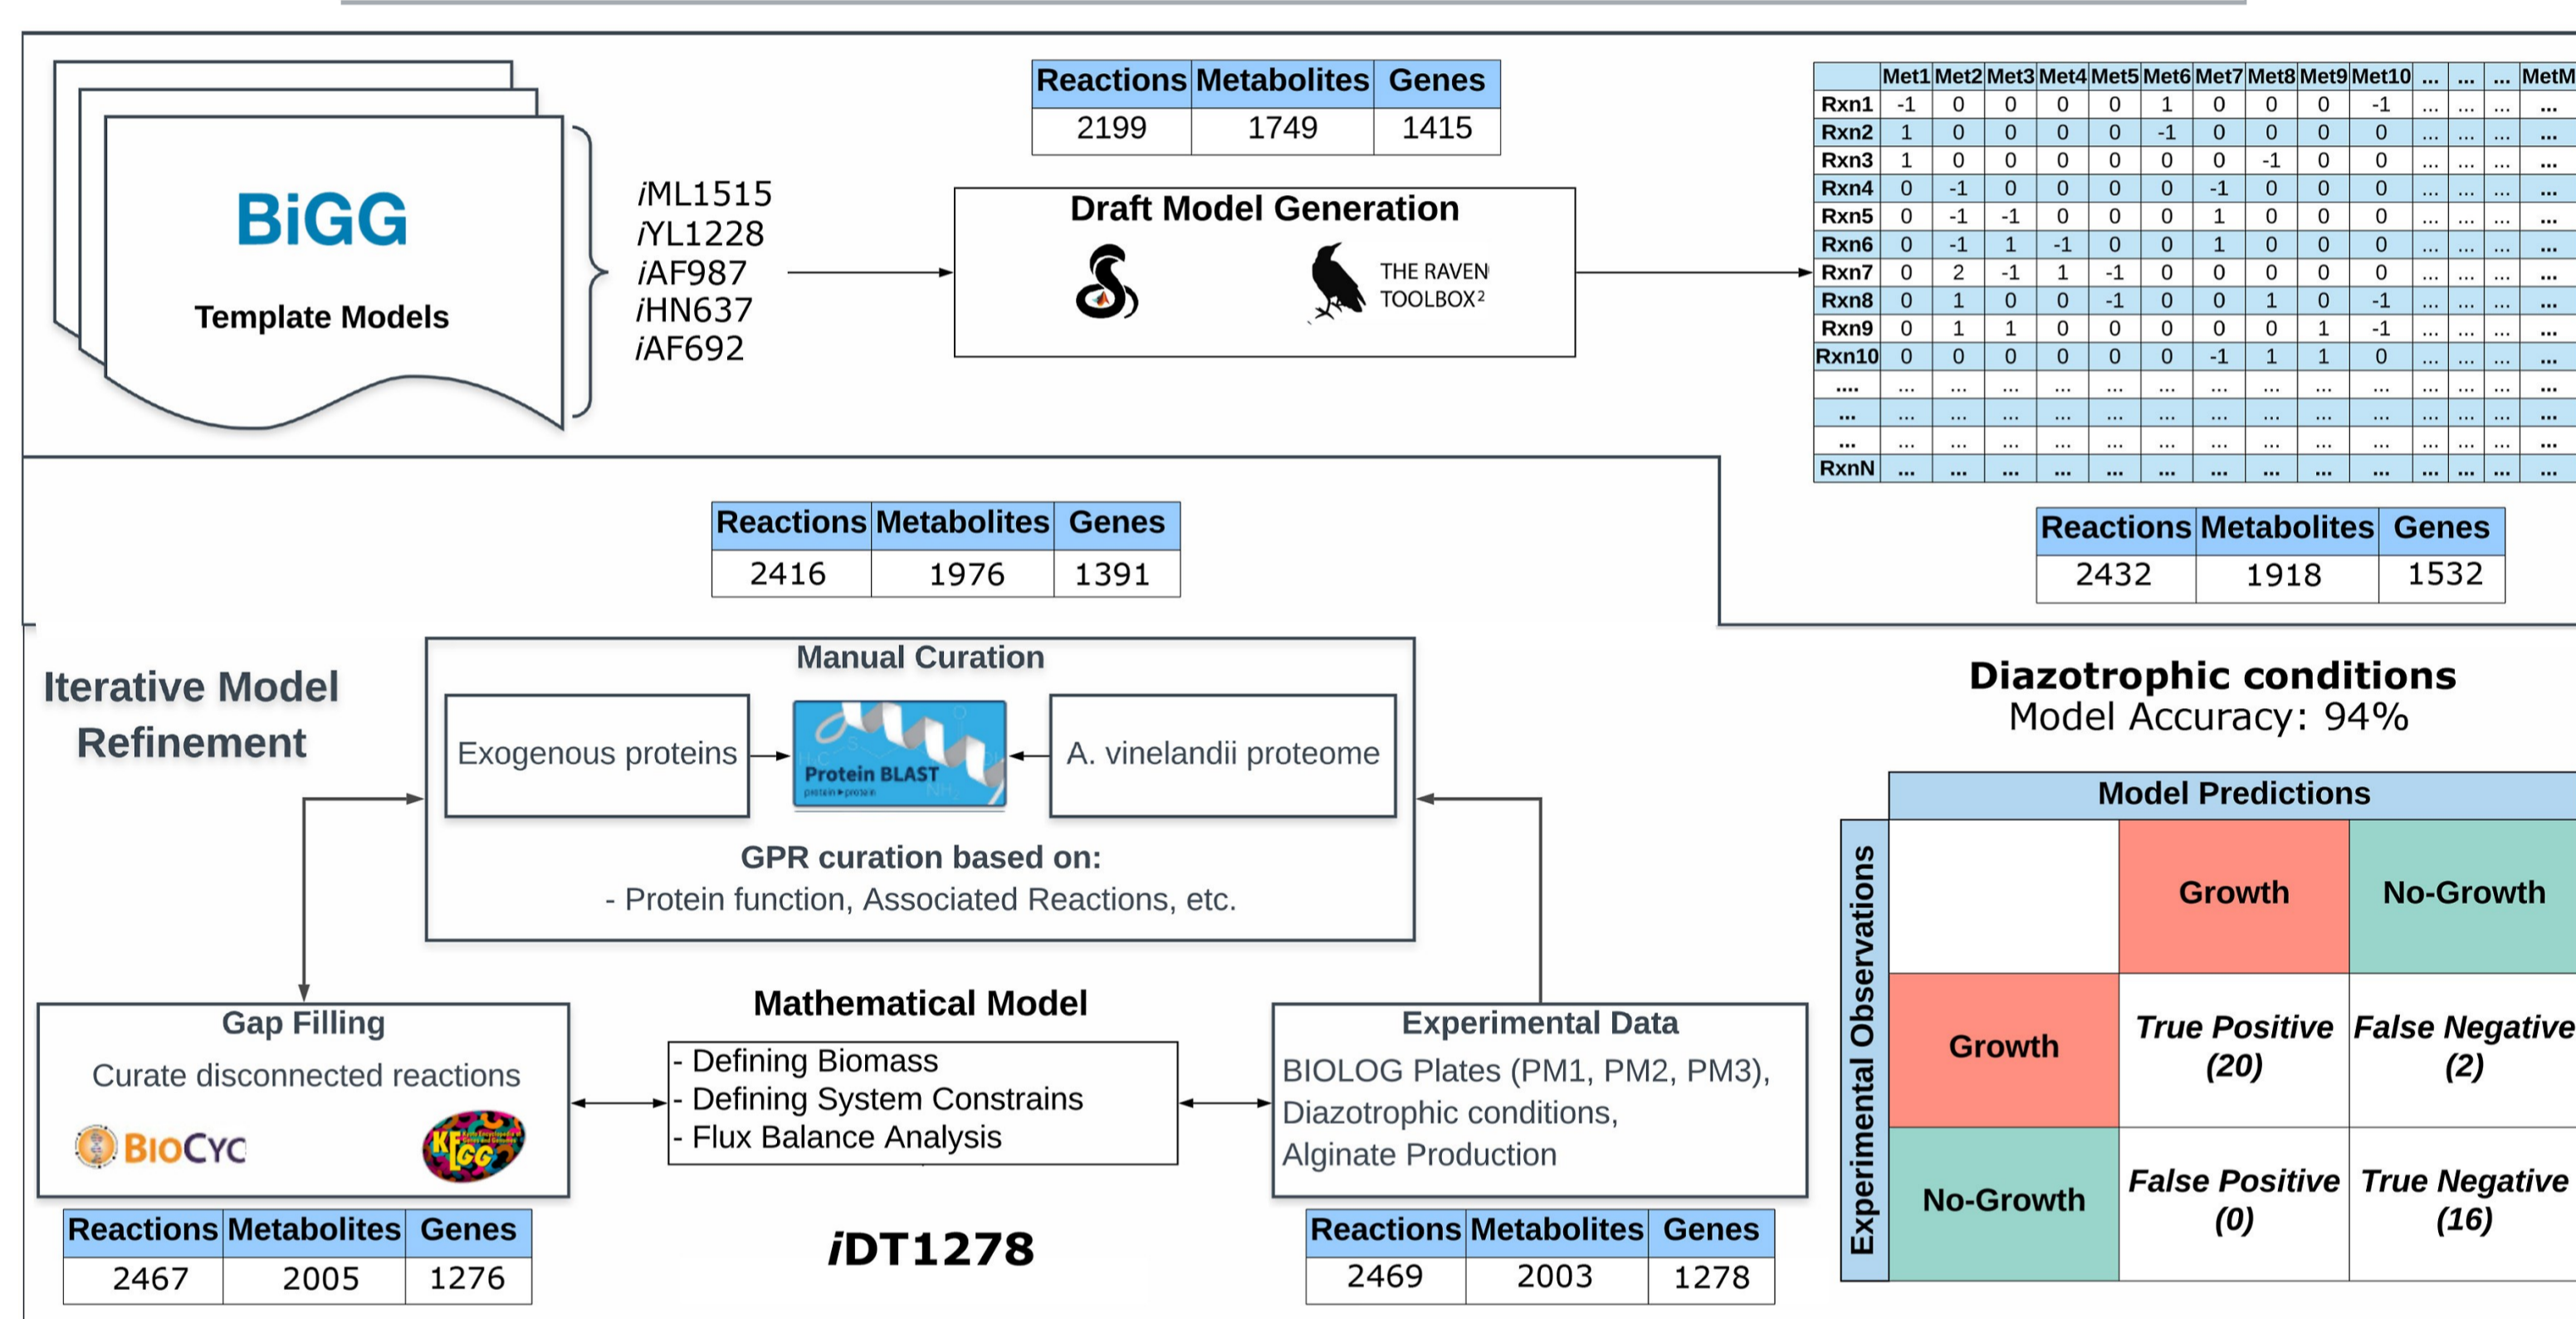 BiGG
Template Models
iML1515
iYL1228
iAF987
iHN637
iAF692
Reactions Metabolites Genes
2199 1749 1415
Draft Model Generation
THE RAVEN
TOOLBOX²
Met1 Met2 Met3 Met4 Met5 Met6 Met7 Met8 Met9 Met10 ... ... ... MetM
Rxn1 -1 0 0 0 0 1 0 0 0 -1 ... ... ... ...
Rxn2 1 0 0 0 0 -1 0 0 0 0 ... ... ... ...
Rxn3 1 0 0 0 0 0 0 -1 0 0 ... ... ... ...
Rxn4 0 -1 0 0 0 0 -1 0 0 0 ... ... ... ...
Rxn5 0 -1 -1 0 0 0 1 0 0 0 ... ... ... ...
Rxn6 0 -1 1 -1 0 0 1 0 0 0 ... ... ... ...
Rxn7 0 2 -1 1 -1 0 0 0 0 0 ... ... ... ...
Rxn8 0 1 0 0 -1 0 0 1 0 -1 ... ... ... ...
Rxn9 0 1 1 0 0 0 0 0 1 -1 ... ... ... ...
Rxn10 0 0 0 0 0 0 -1 1 1 0 ... ... ... ...
.... ... ... ... ... ... ... ... ... ... ... ... ... ... ...
... ... ... ... ... ... ... ... ... ... ... ... ... ... ...
... ... ... ... ... ... ... ... ... ... ... ... ... ... ...
RxnN ... ... ... ... ... ... ... ... ... ... ... ... ... ...
Reactions Metabolites Genes
2432 1918 1532
Reactions Metabolites Genes
2416 1976 1391
Iterative Model
Refinement
Manual Curation
Exogenous proteins
Protein BLAST
protein▶protein
A. vinelandii proteome
GPR curation based on:
- Protein function, Associated Reactions, etc.
Gap Filling
Curate disconnected reactions
BIOCYC
KEGG
Reactions Metabolites Genes
2467 2005 1276
Mathematical Model
- Defining Biomass
- Defining System Constrains
- Flux Balance Analysis
iDT1278
Experimental Data
BIOLOG Plates (PM1, PM2, PM3),
Diazotrophic conditions,
Alginate Production
Reactions Metabolites Genes
2469 2003 1278
Diazotrophic conditions
Model Accuracy: 94%
Model Predictions
Experimental Observations
Growth No-Growth
Growth
True Positive
(20)
False Negative
(2)
No-Growth
False Positive
(0)
True Negative
(16)